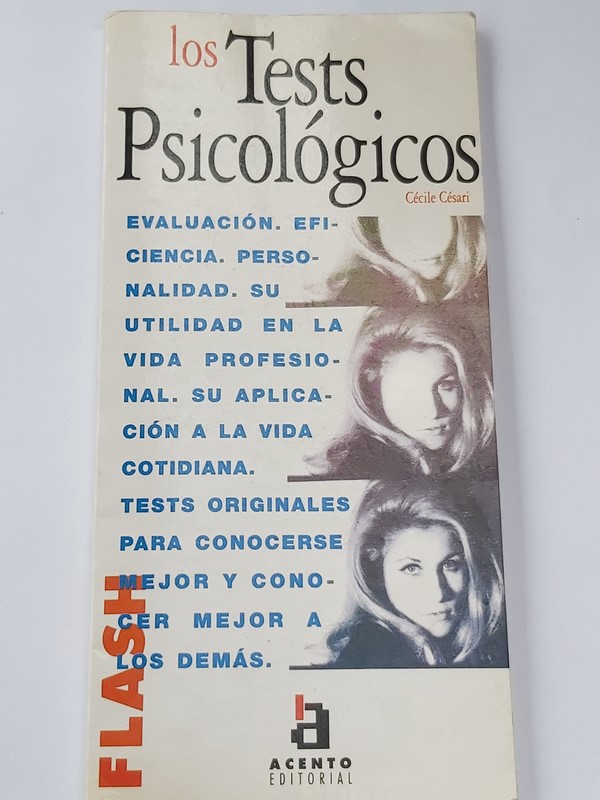 los Tests
Psicológicos
Cécile Césari
EVALUACIÓN. EFI-
CIENCIA. PERSO-
NALIDAD. SU
UTILIDAD EN LA
VIDA PROFESIO-
NAL. SU APLICA-
CIÓN A LA VIDA
COTIDIANA.
TESTS ORIGINALES
PARA CONOCERSE
MEJOR Y CONO-
CER MEJOR A
LOS DEMÁS.
FLASH
a
ACENTO
EDITORIAL